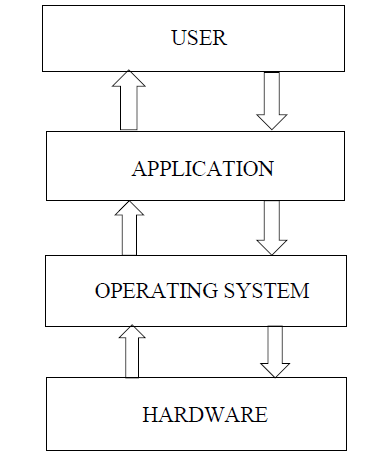 USER
APPLICATION
OPERATING SYSTEM
HARDWARE